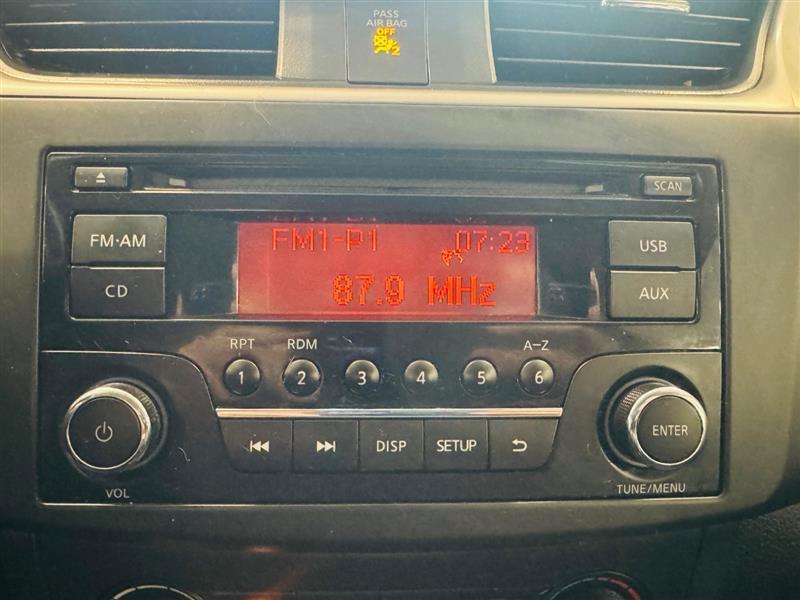 PASS
AIR BAG
OFF
2
SCAN
FM1-P1 07:23
87.9 MHz
FM·AM
CD
USB
AUX
RPT RDM A-Z
1 2 3 4 5 6
DISP SETUP
ENTER
VOL
TUNE/MENU